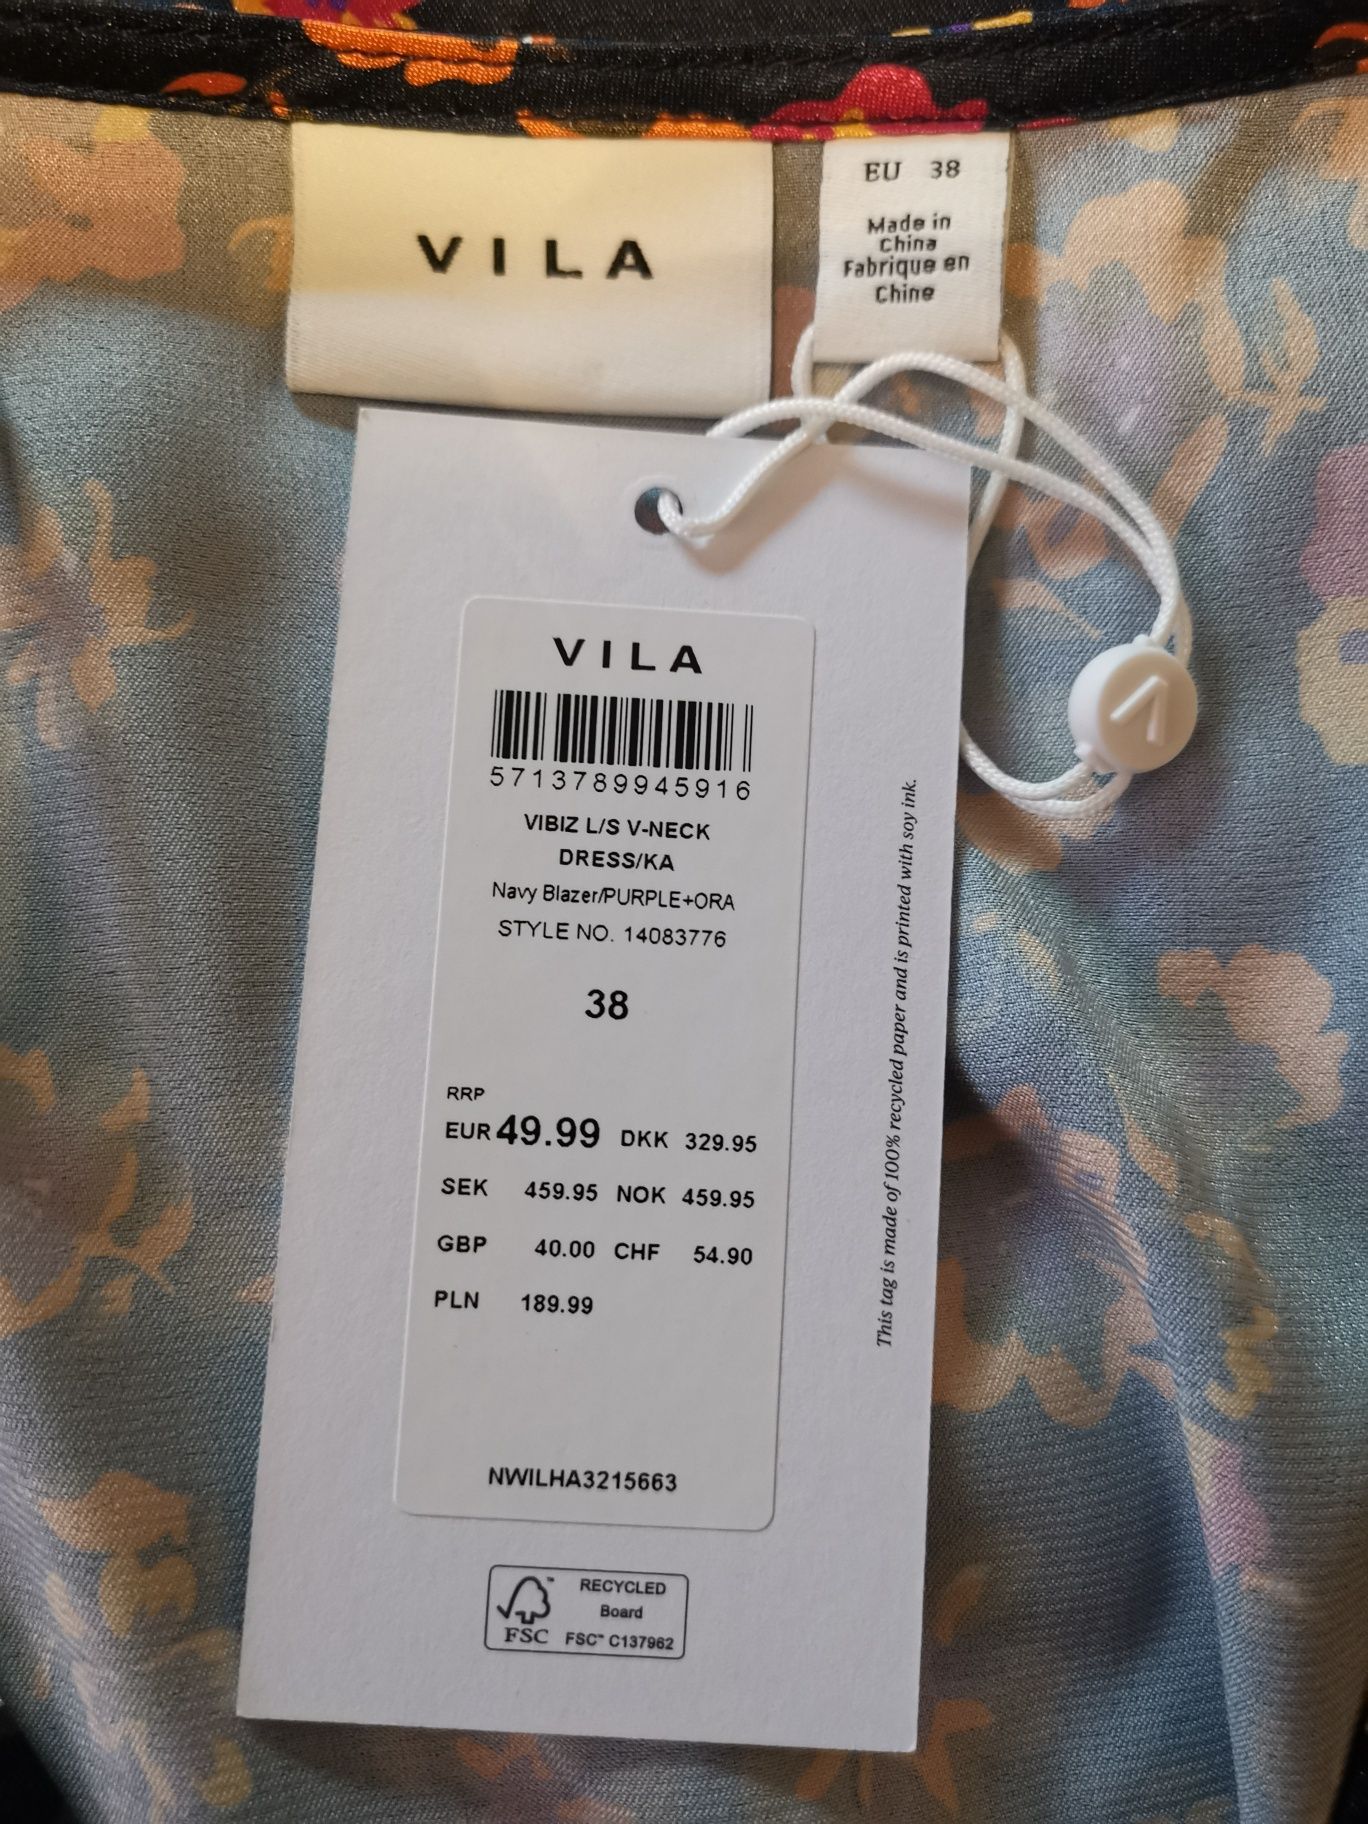 VILA
EU 38
Made in
China
Fabrique en
Chine
VILA
5713789945916
VIBIZ L/S V-NECK
DRESS/KA
Navy Blazer/PURPLE+ORA
STYLE NO. 14083776
38
RRP
EUR 49.99 DKK 329.95
SEK 459.95 NOK 459.95
GBP 40.00 CHF 54.90
PLN 189.99
NWILHA3215663
This tag is made of 100% recycled paper and is printed with soy ink.
RECYCLED
Board
FSC™ C137962
FSC